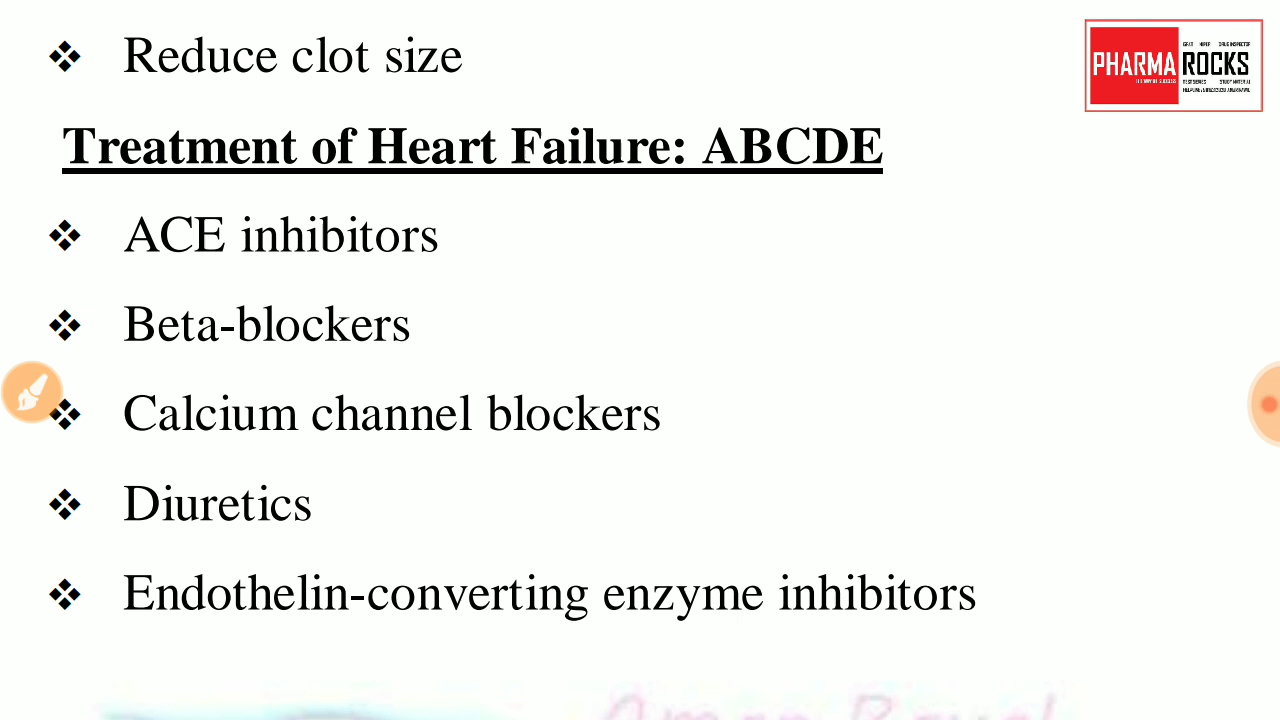 Reduce clot size
PHARMA ROCKS
Treatment of Heart Failure: ABCDE
ACE inhibitors
Beta-blockers
Calcium channel blockers
Diuretics
Endothelin-converting enzyme inhibitors